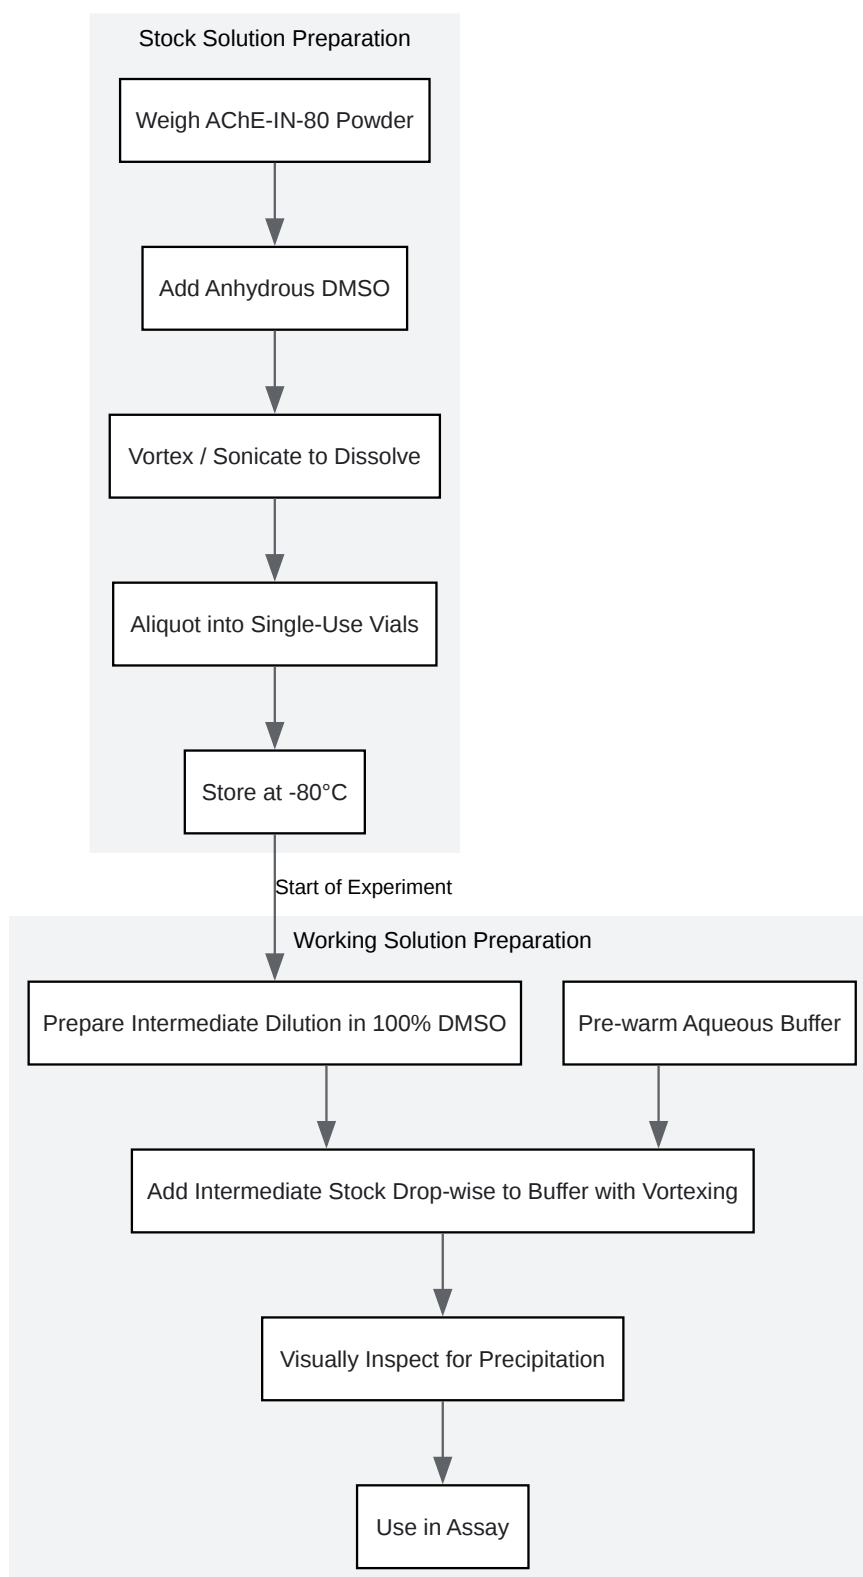 Stock Solution Preparation
Weigh AChE-IN-80 Powder
Add Anhydrous DMSO
Vortex / Sonicate to Dissolve
Aliquot into Single-Use Vials
Store at -80°C
Start of Experiment
Working Solution Preparation
Prepare Intermediate Dilution in 100% DMSO
Pre-warm Aqueous Buffer
Add Intermediate Stock Drop-wise to Buffer with Vortexing
Visually Inspect for Precipitation
Use in Assay